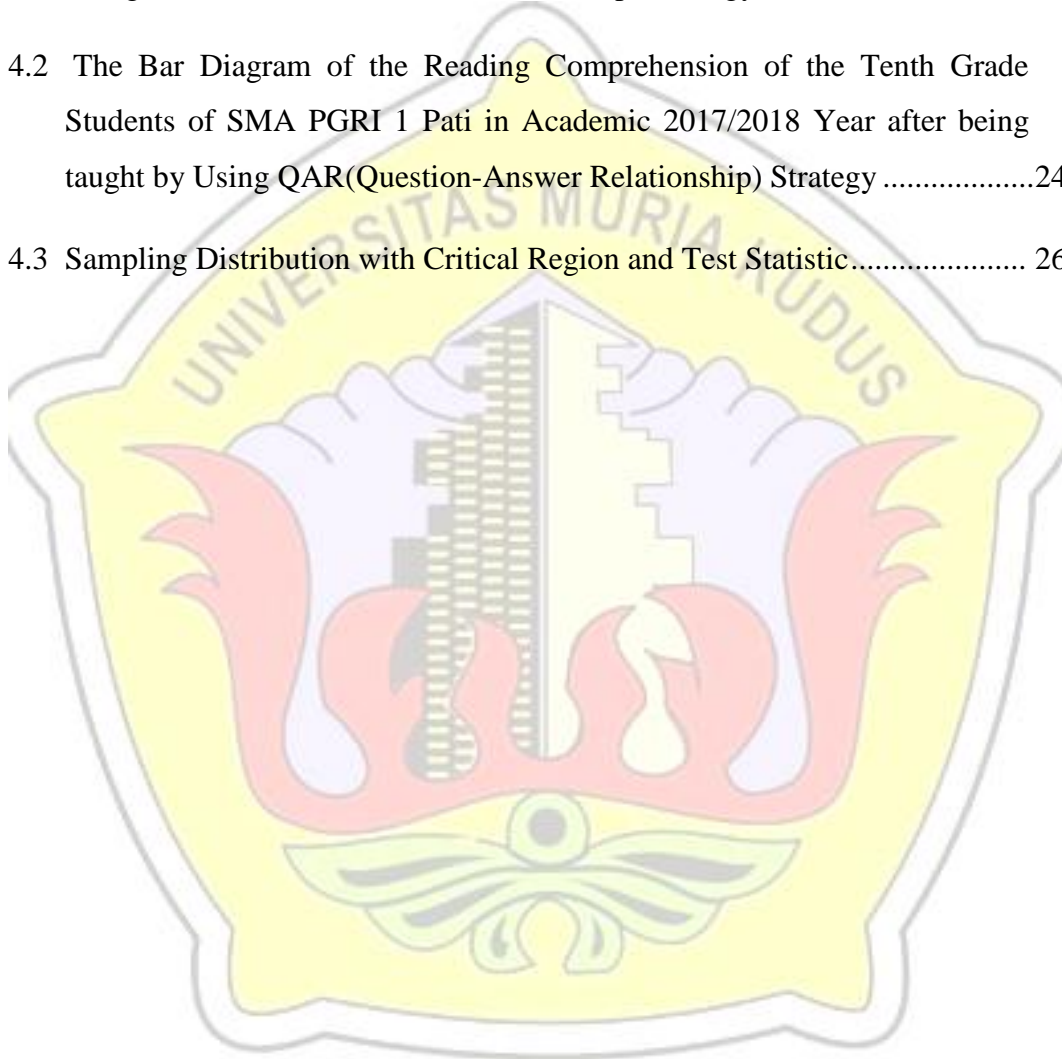 4.2 The Bar Diagram of the Reading Comprehension of the Tenth Grade
Students of SMA PGRI 1 Pati in Academic 2017/2018 Year after being
taught by Using QAR(Question-Answer Relationship) Strategy ...................24
4.3 Sampling Distribution with Critical Region and Test Statistic..................... 26
UNIVERSITAS MURIA KUDUS